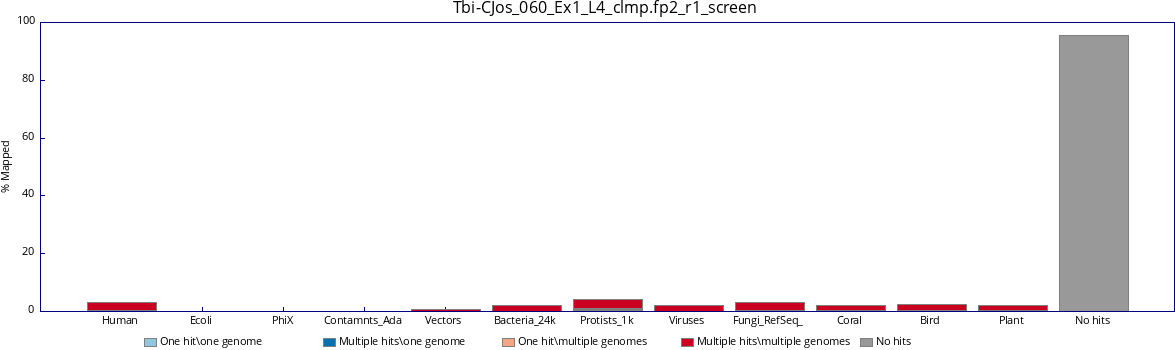 Tbi-CJos_060_Ex1_L4_clmp.fp2_r1_screen
100
80
60
40
20
0
% Mapped
Human Ecoli PhiX Contamnts_Ada Vectors Bacteria_24k Protists_1k Viruses Fungi_RefSeq_ Coral Bird Plant No hits
One hit\one genome Multiple hits\one genome One hit\multiple genomes Multiple hits\multiple genomes No hits